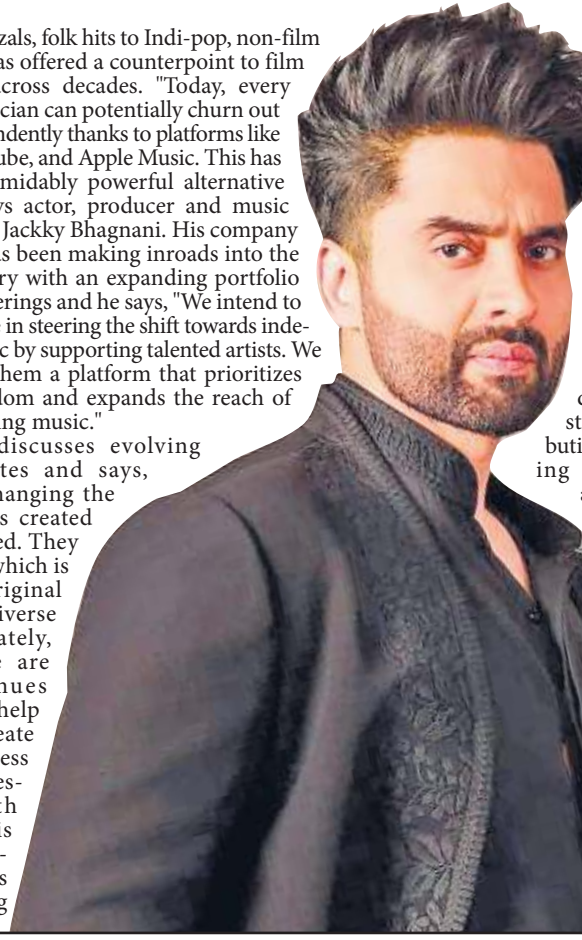 zals, folk hits to Indi-pop, non-film
as offered a counterpoint to film
cross decades. "Today, every
ician can potentially churn out
ndently thanks to platforms like
ube, and Apple Music. This has
midably powerful alternative
ys actor, producer and music
Jackky Bhagnani. His company
s been making inroads into the
ry with an expanding portfolio
erings and he says, "We intend to
e in steering the shift towards inde-
c by supporting talented artists. We
them a platform that prioritizes
dom and expands the reach of
ng music."
discusses evolving
tes and says,
hanging the
s created
ed. They
which is
riginal
iverse
ately,
e are
nues
help
eate
ess
es-
th
is
-
s
g
st
buti
ing